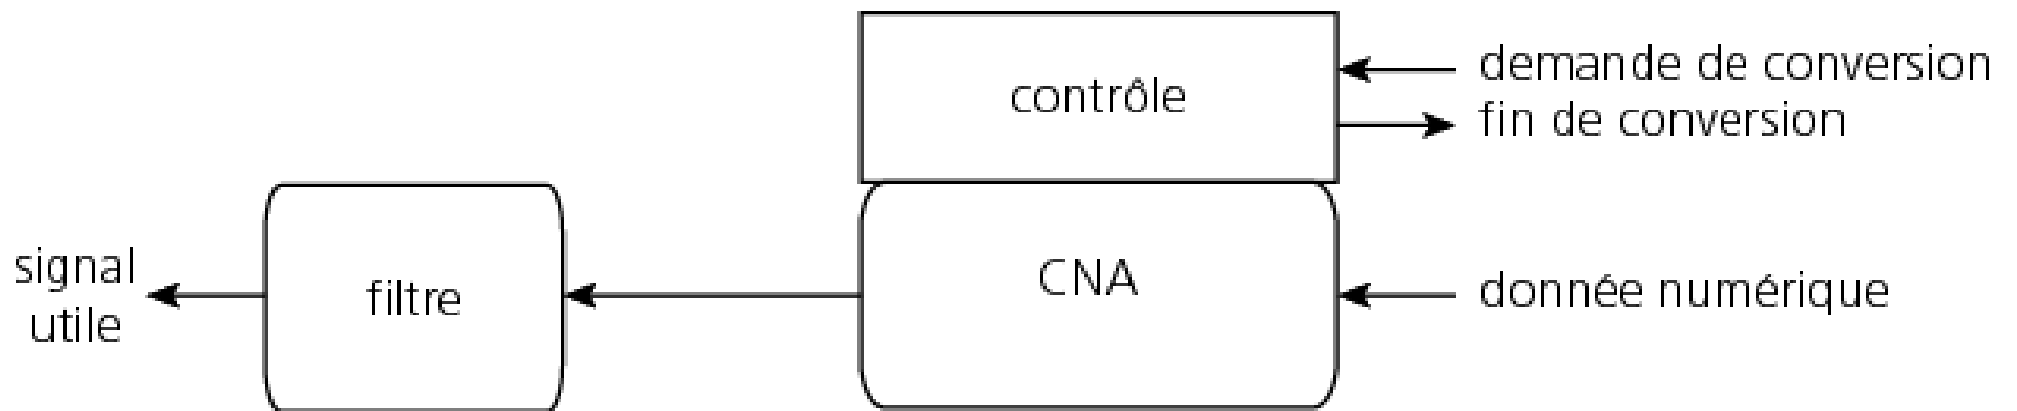 contrôle
demande de conversion
fin de conversion
signal
utile
filtre
CNA
donnée numérique